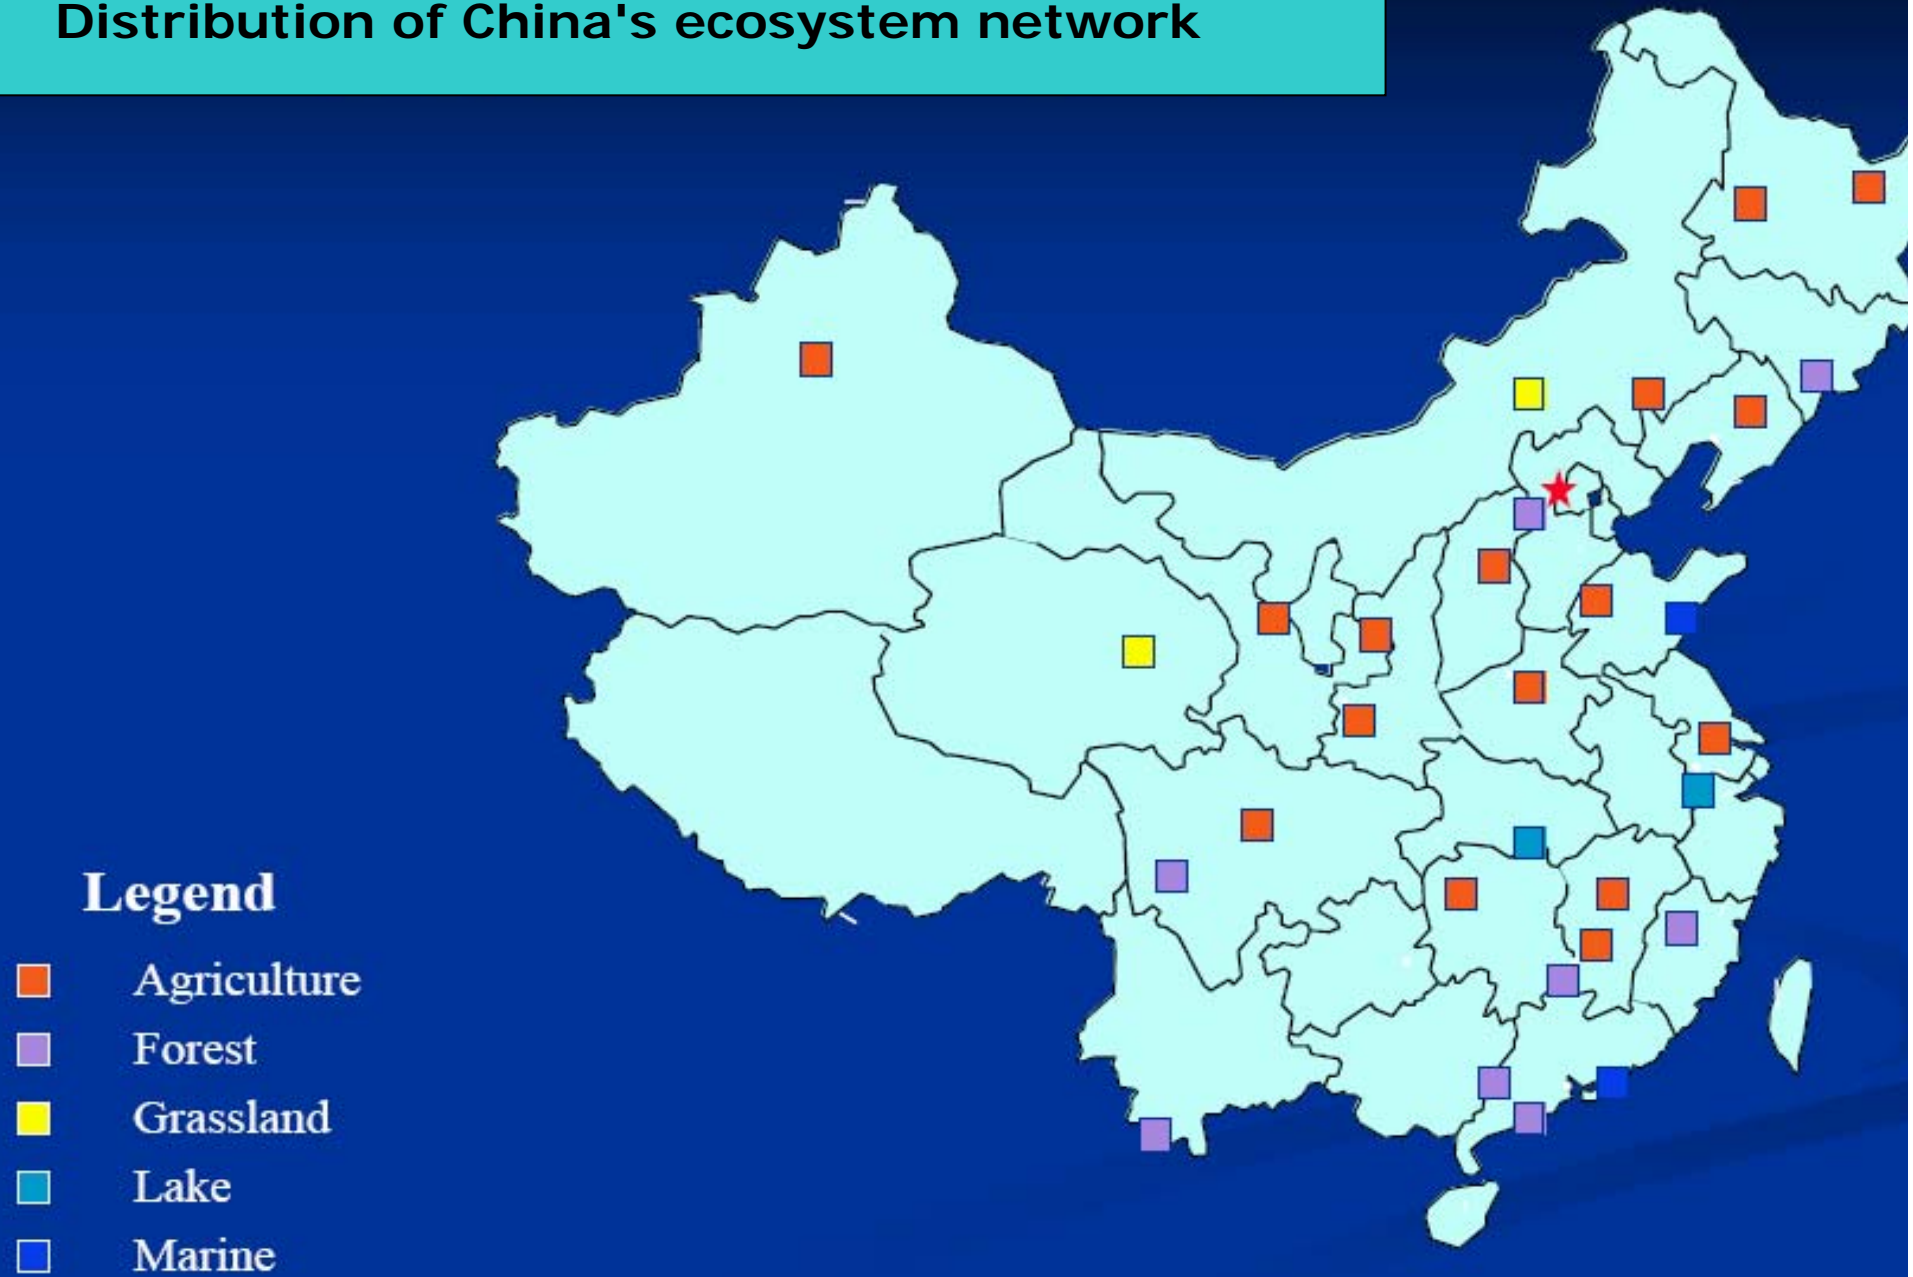 Distribution of China's ecosystem network
Legend
Agriculture
Forest
Grassland
Lake
Marine